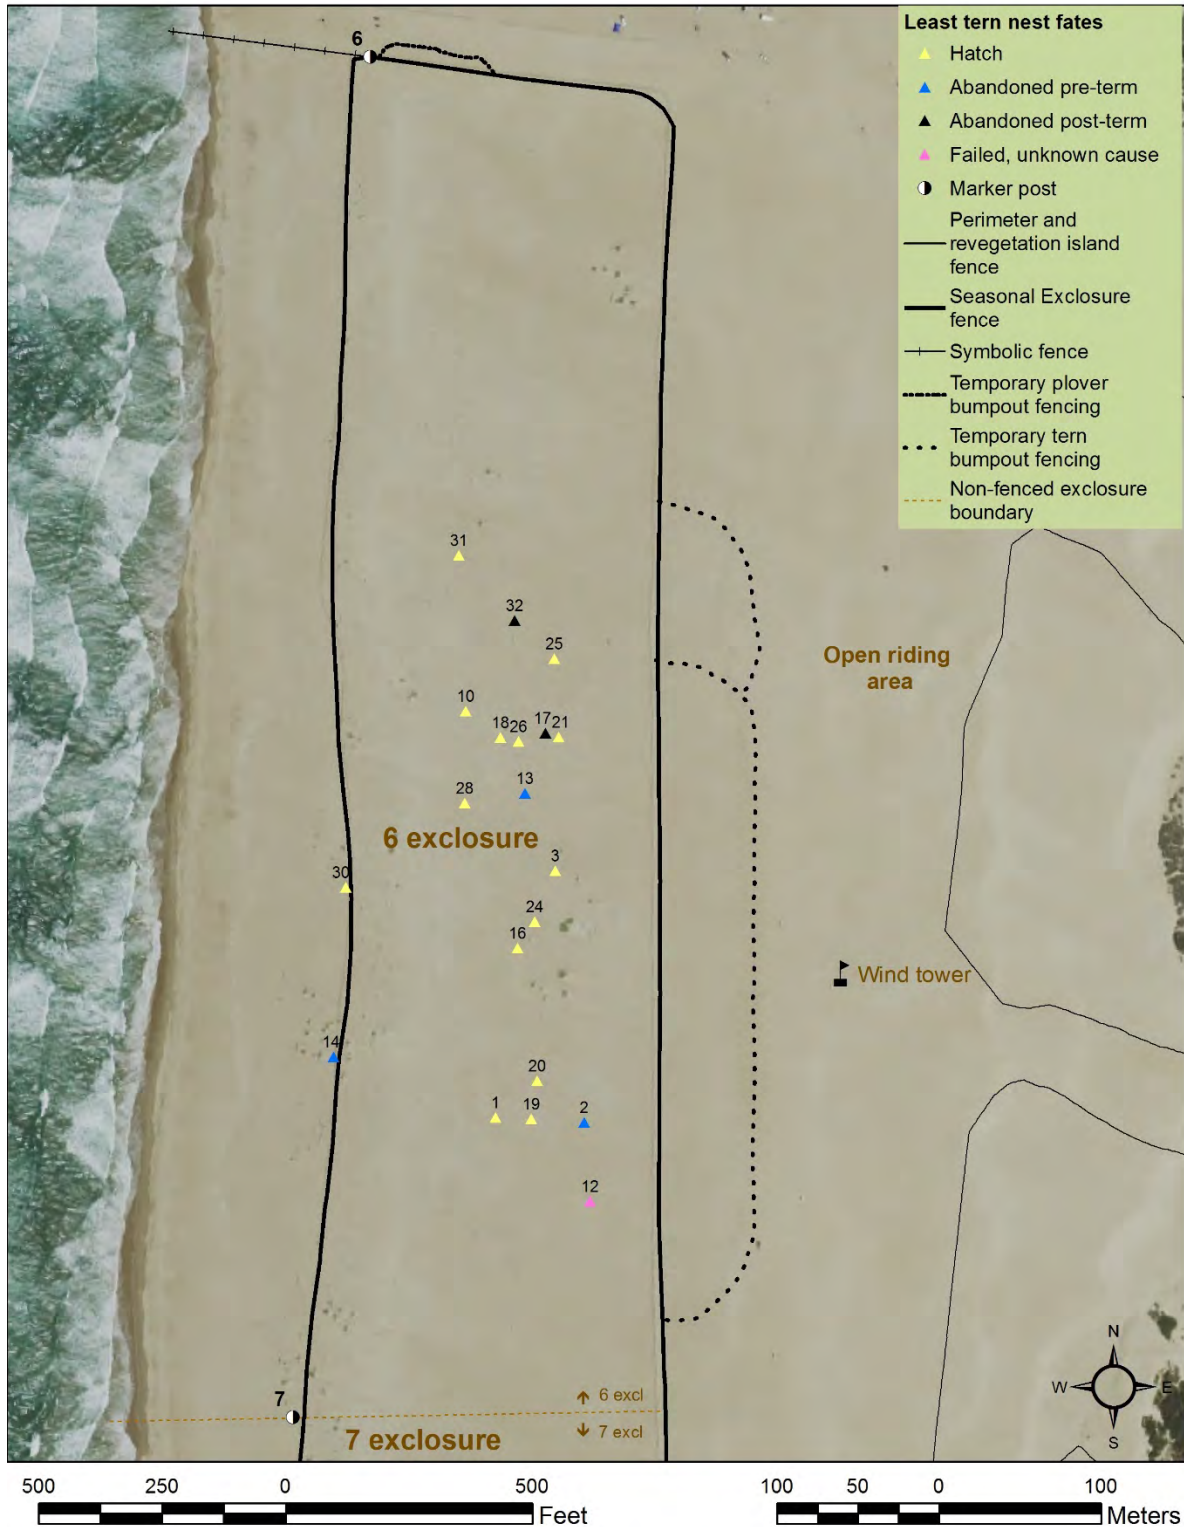 Least tern nest fates
Hatch
Abandoned pre-term
Abandoned post-term
Failed, unknown cause
Marker post
Perimeter and
revegetation island
fence
Seasonal Exclosure
fence
Symbolic fence
Temporary plover
bumpout fencing
Temporary tern
bumpout fencing
Non-fenced exclosure
boundary
6
31
32
25
Open riding
area
10
18 26 17 21
13
28
6 exclosure
3
30
24
16
Wind tower
14
20
1 19 2
12
N
W E
S
6 excl
7
7 excl
7 exclosure
500 250 0 500
Feet
100 50 0 100
Meters